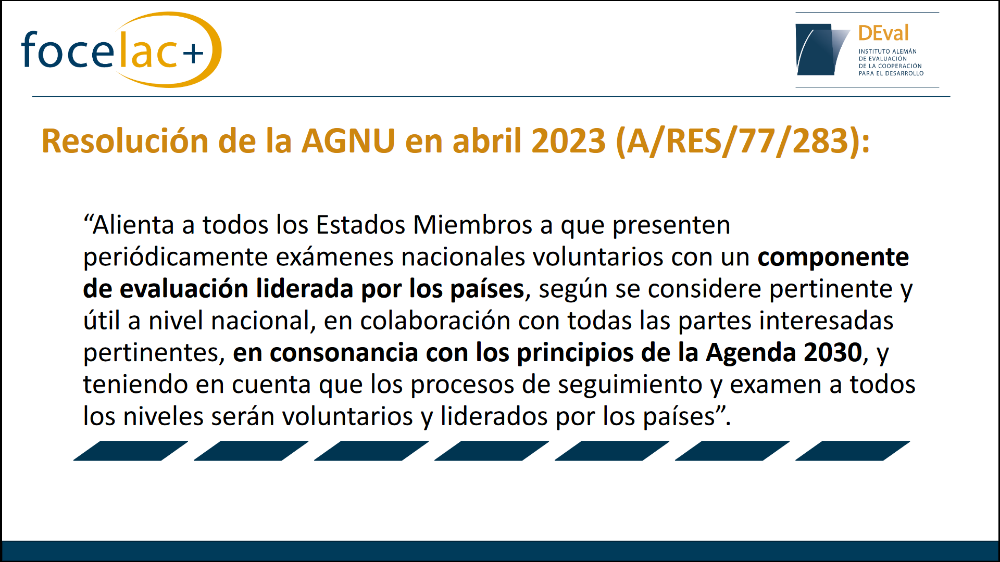 focelac+
DEval
INSTITUTO ALEMÁN
DE EVALUACIÓN
DE LA COOPERACIÓN
PARA EL DESARROLLO
Resolución de la AGNU en abril 2023 (A/RES/77/283):
“Alienta a todos los Estados Miembros a que presenten
periódicamente exámenes nacionales voluntarios con un componente
de evaluación liderada por los países, según se considere pertinente y
útil a nivel nacional, en colaboración con todas las partes interesadas
pertinentes, en consonancia con los principios de la Agenda 2030, y
teniendo en cuenta que los procesos de seguimiento y examen a todos
los niveles serán voluntarios y liderados por los países”.